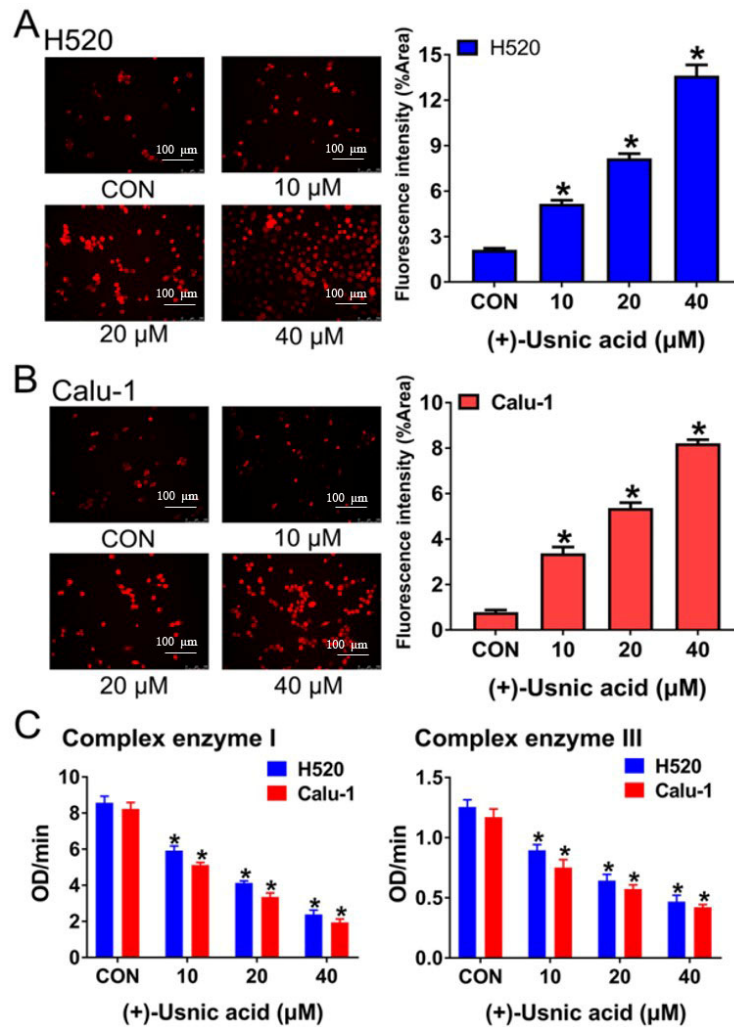 A
H520
100 μm
100 μm
CON
10 μM
100 μm
100 μm
20 μM
40 μM
Fluorescence intensity (%Area)
H520
15
12
9
6
3
0
*
*
*
CON 10 20 40
(+)-Usnic acid (μM)
B
Calu-1
100 μm
100 μm
CON
10 μM
100 μm
100 μm
20 μM
40 μM
Fluorescence intensity (%Area)
Calu-1
10
8
6
4
2
0
*
*
*
CON 10 20 40
(+)-Usnic acid (μM)
C
Complex enzyme I
H520
Calu-1
OD/min
10
8
6
4
2
0
* *
* *
* *
CON 10 20 40
(+)-Usnic acid (μM)
Complex enzyme III
H520
Calu-1
OD/min
1.5
1.0
0.5
0.0
* *
* *
* *
CON 10 20 40
(+)-Usnic acid (μM)